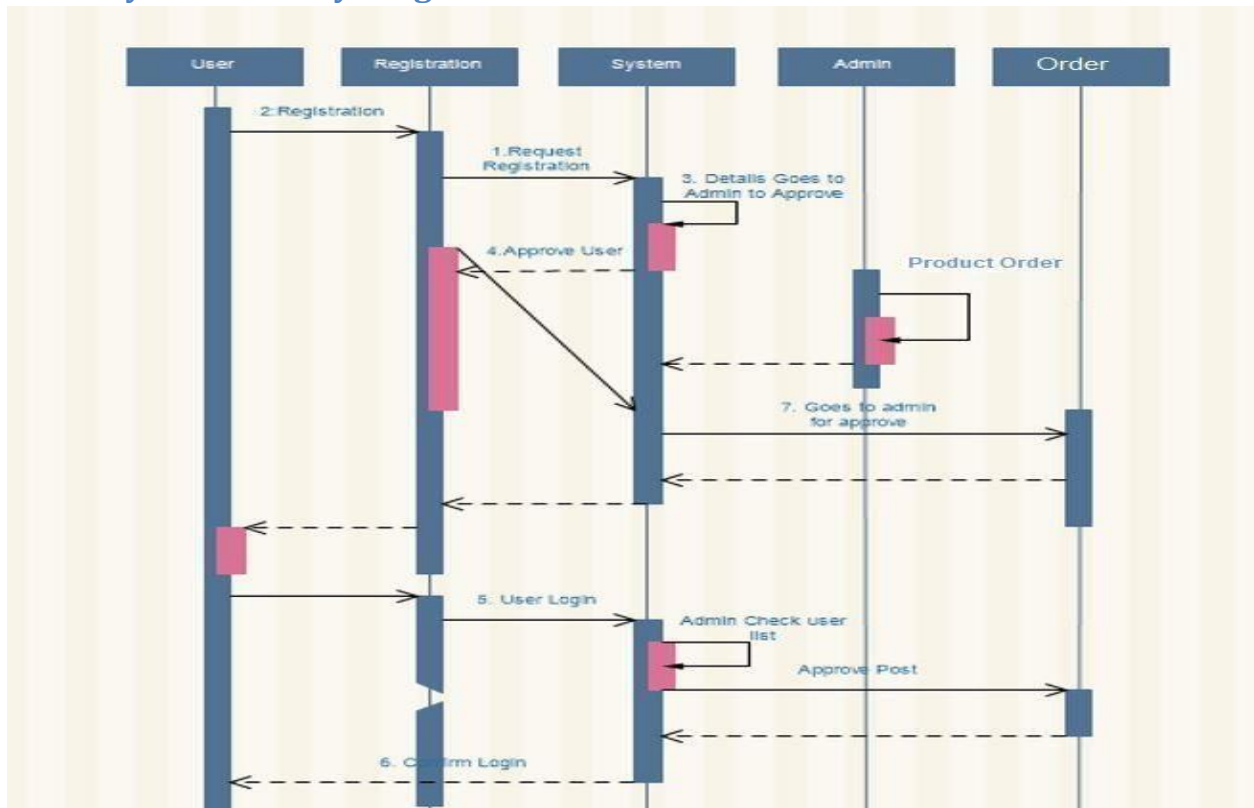 User
Registration
System
Admin
Order
2:Registration
1.Request
Registration
3. Details Goes to
Admin to Approve
4.Approve User
Product Order
7. Goes to admin
for approve
5. User Login
Admin Check user
list
Approve Post
6. Confirm Login